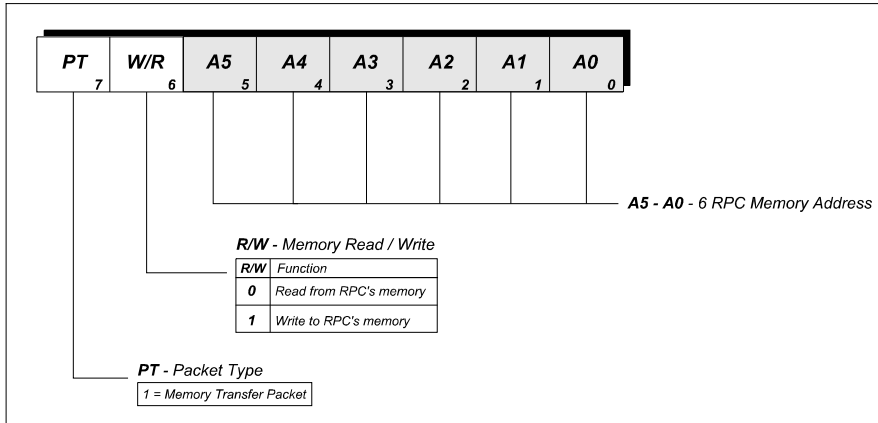 PT W/R A5 A4 A3 A2 A1 A0
7 6 5 4 3 2 1 0
A5 - A0 - 6 RPC Memory Address
R/W - Memory Read / Write
R/W Function
0 Read from RPC's memory
1 Write to RPC's memory
PT - Packet Type
1 = Memory Transfer Packet